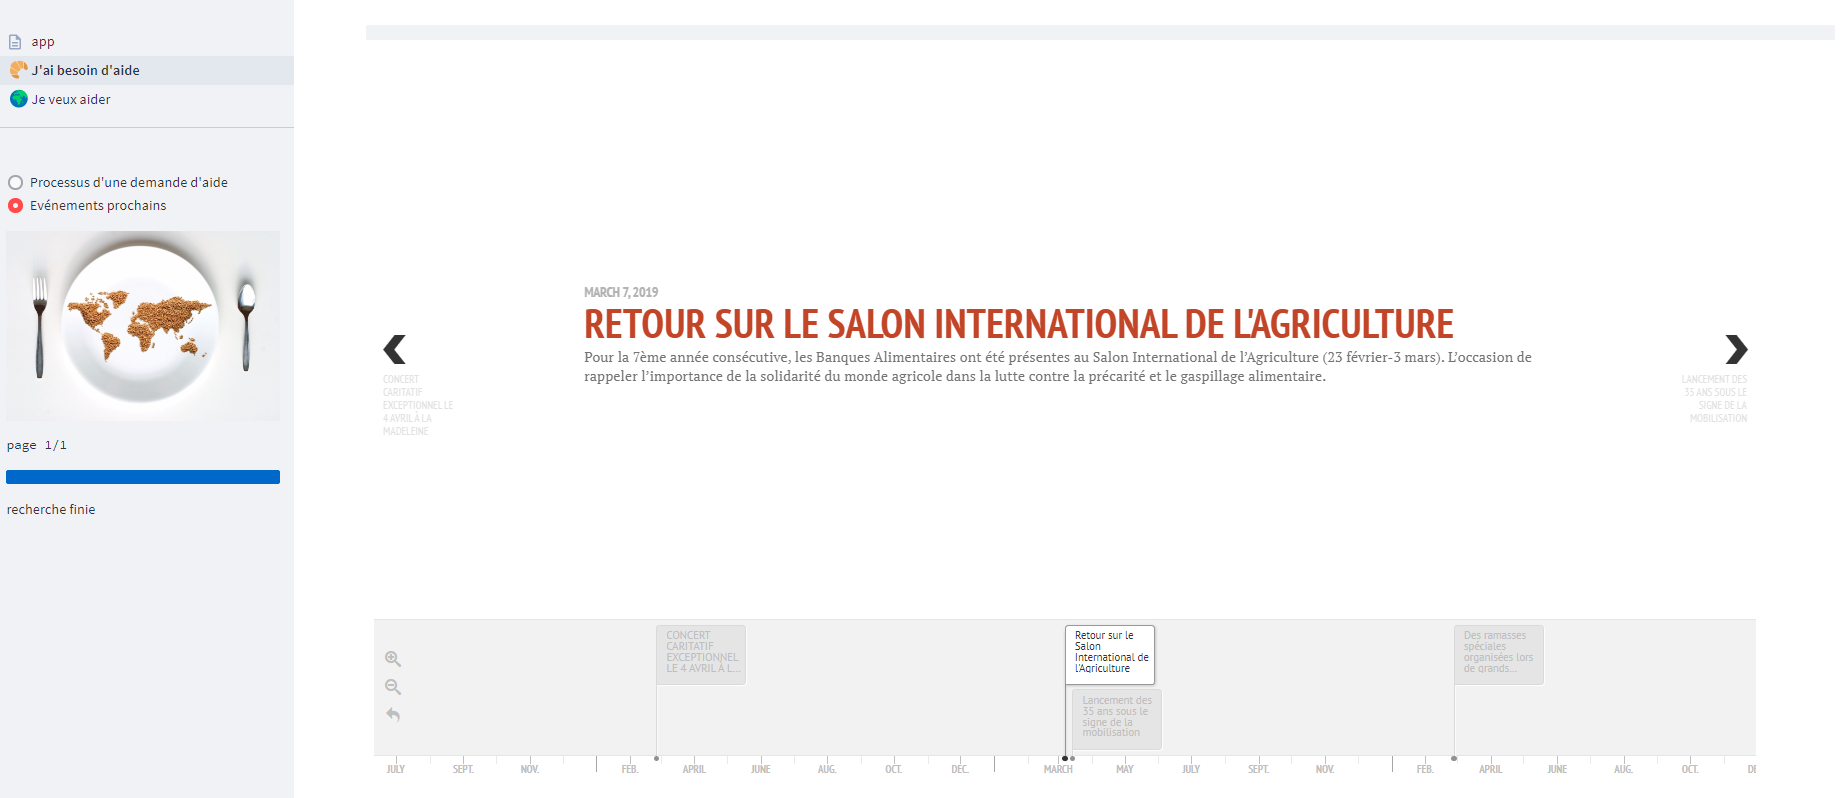 app
J'ai besoin d'aide
Je veux aider
Processus d'une demande d'aide
Evénements prochains
page 1/1
recherche finie
MARCH 7, 2019
RETOUR SUR LE SALON INTERNATIONAL DE L'AGRICULTURE
Pour la 7ème année consécutive, les Banques Alimentaires ont été présentes au Salon International de l’Agriculture (23 février-3 mars). L’occasion de
rappeler l’importance de la solidarité du monde agricole dans la lutte contre la précarité et le gaspillage alimentaire.
CONCERT
CARITATIF
EXCEPTIONNEL LE
4 AVRIL À LA
MADELEINE
LANCEMENT DES
35 ANS SOUS LE
SIGNE DE LA
MOBILISATION
CONCERT
CARITATIF
EXCEPTIONNEL
LE 4 AVRIL À L...
Retour sur le
Salon
International de
l'Agriculture
Lancement des
35 ans sous le
signe de la
mobilisation
Des ramasses
spéciales
organisées lors
de grands...
JULY SEPT. NOV. FEB. APRIL JUNE AUG. OCT. DEC. MARCH MAY JULY SEPT. NOV. FEB. APRIL JUNE AUG. OCT.